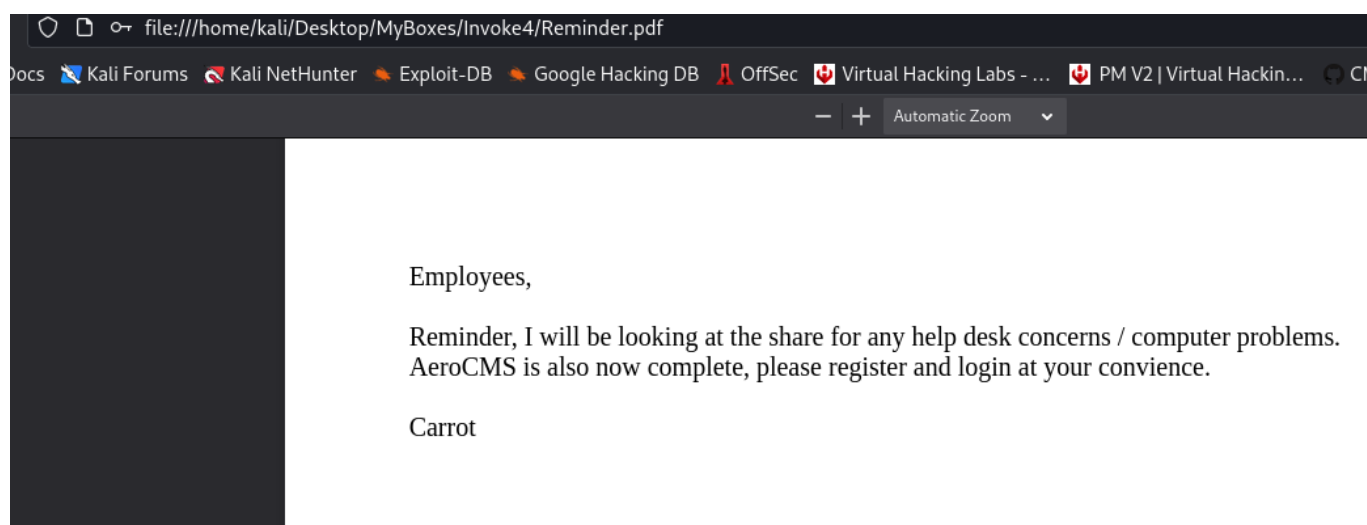 file:///home/kali/Desktop/MyBoxes/Invoke4/Reminder.pdf
Docs Kali Forums Kali NetHunter Exploit-DB Google Hacking DB OffSec Virtual Hacking Labs - ... PM V2 | Virtual Hackin...
Automatic Zoom
Employees,
Reminder, I will be looking at the share for any help desk concerns / computer problems.
AeroCMS is also now complete, please register and login at your convience.
Carrot